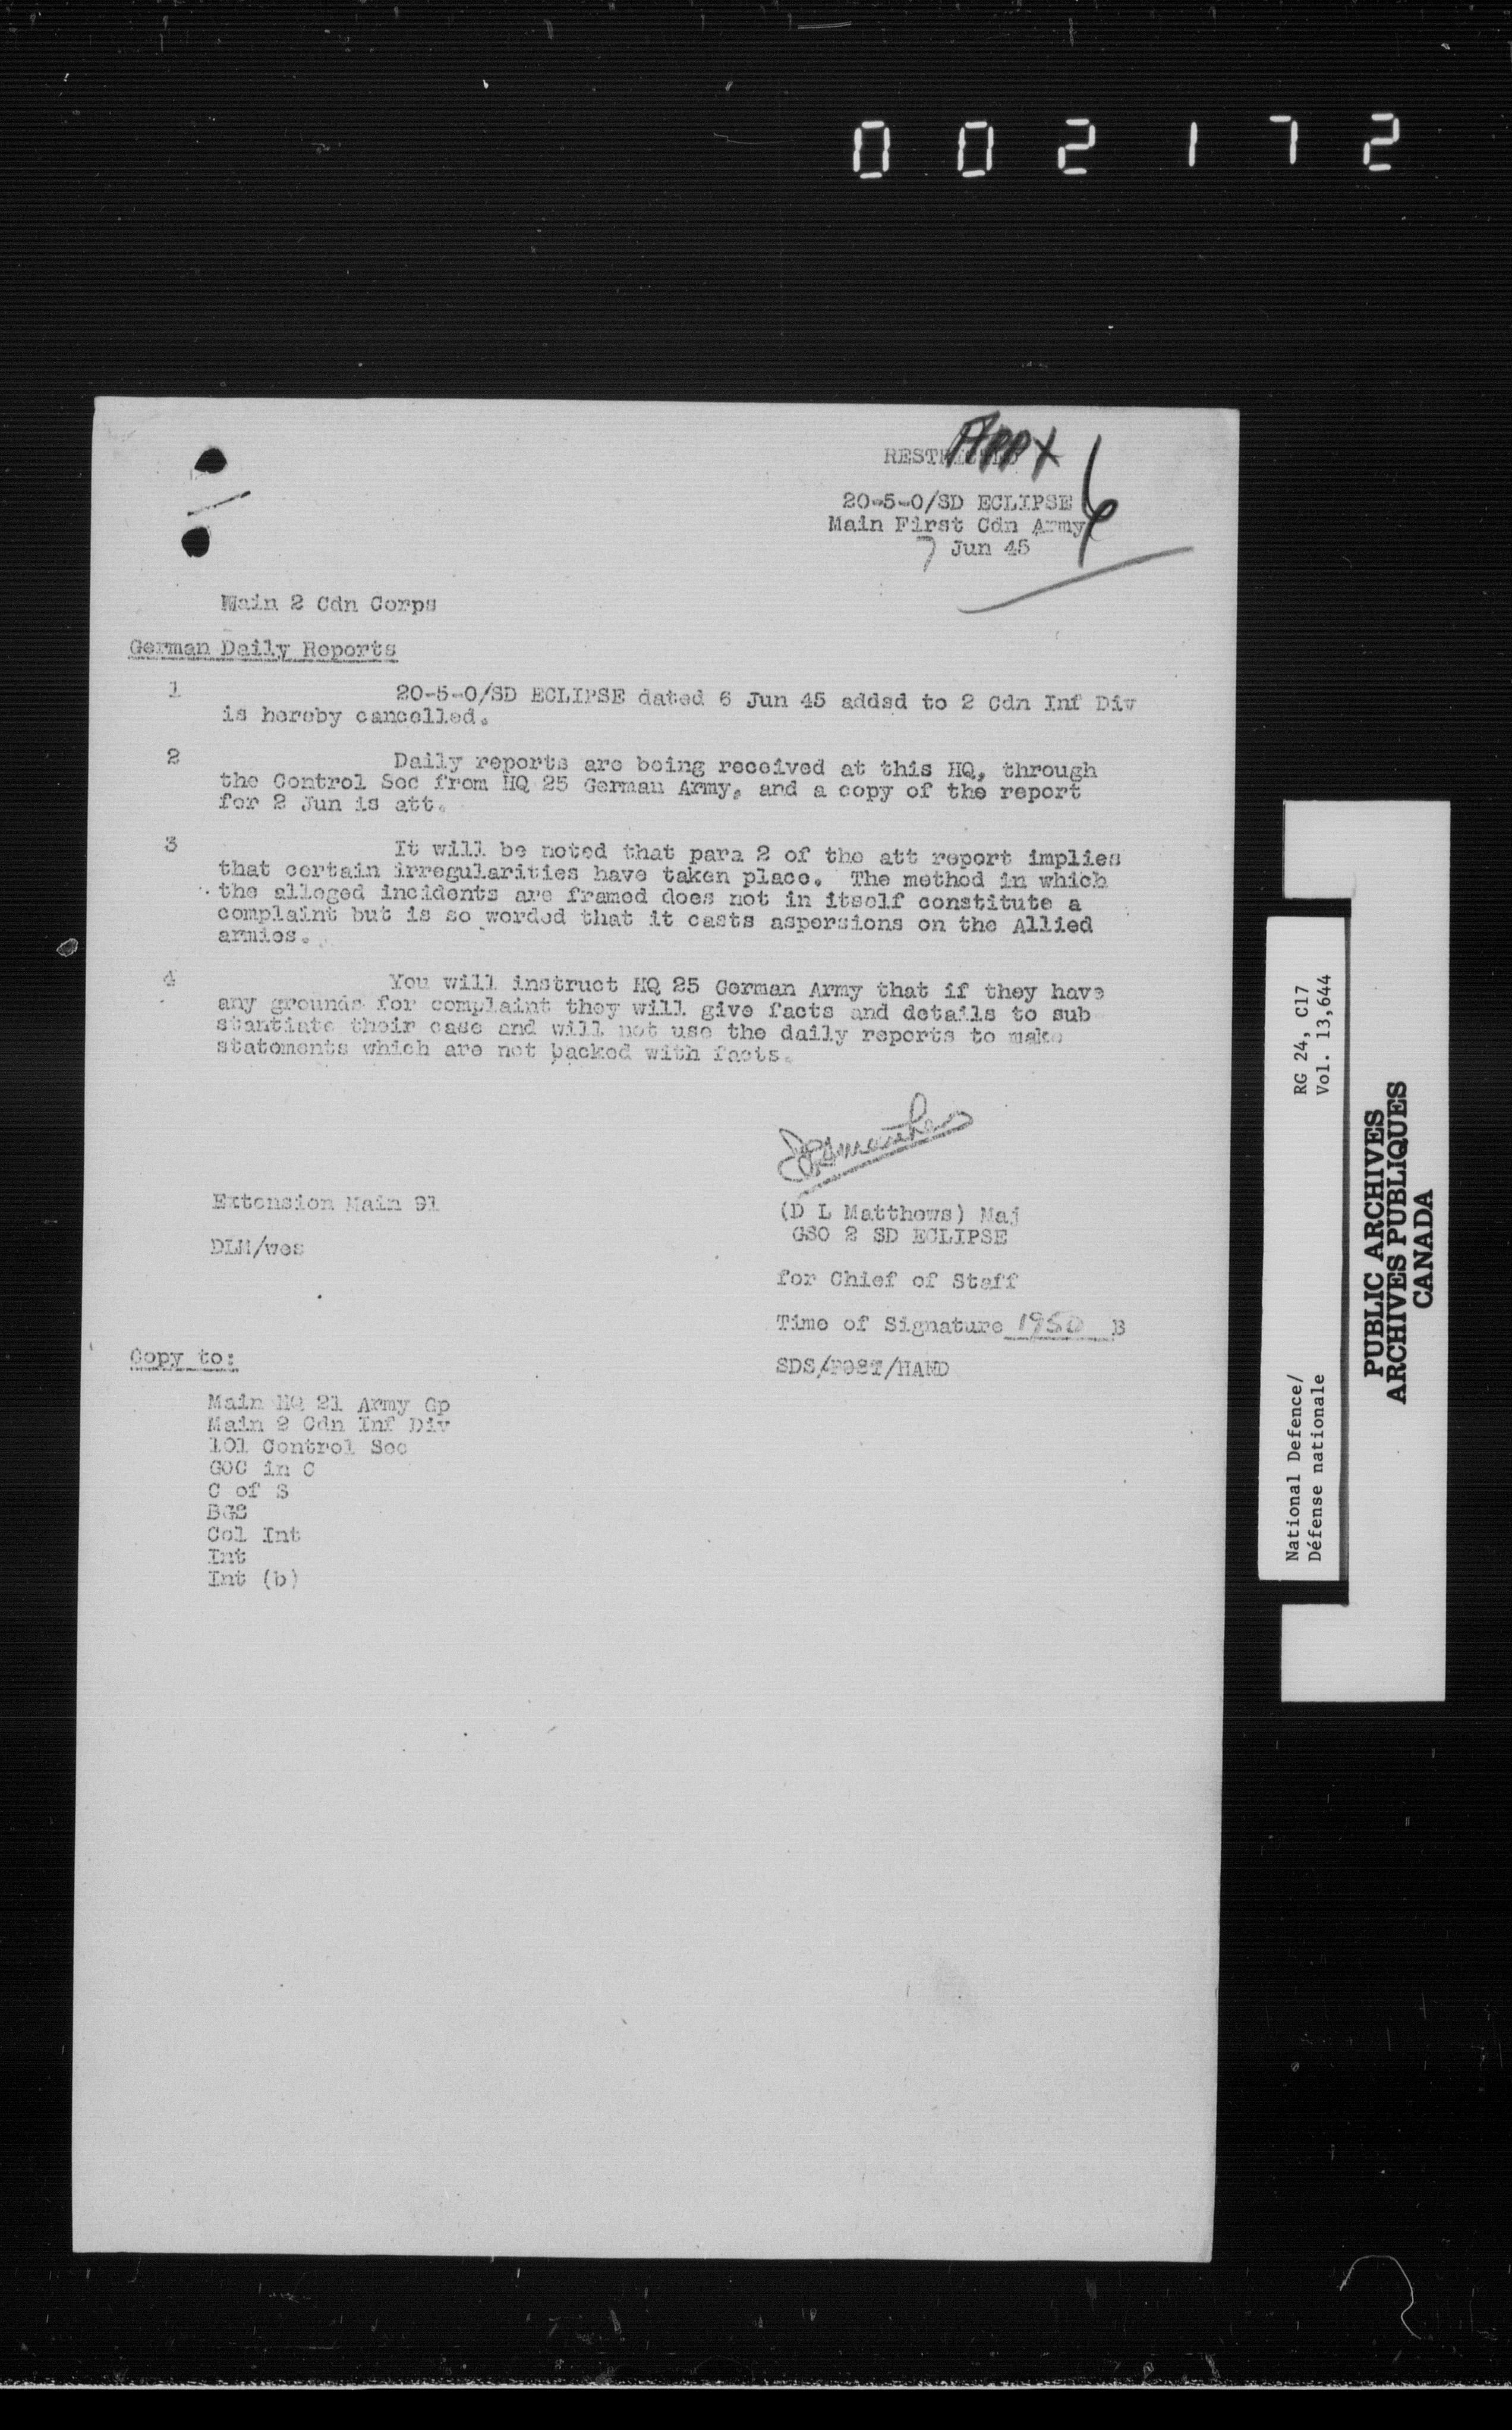 002172
Appx 6
RESTRICTED
20-5-0/SD ECLIPSE
Main First Cdn Army
7 Jun 45
Main 2 Cdn Corps
German Daily Reports
1 20-5-0/SD ECLIPSE dated 6 Jun 45 addsd to 2 Cdn Inf Div
is hereby cancelled.
2 Daily reports are being received at this HQ, through
the Control Sec from HQ 25 German Army, and a copy of the report
for 2 Jun is att.
3 It will be noted that para 2 of the att report implies
that certain irregularities have taken place. The method in which
the alleged incidents are framed does not in itself constitute a
complaint but is so worded that it casts aspersions on the Allied
armies.
4 You will instruct HQ 25 German Army that if they have
any grounds for complaint they will give facts and details to sub
stantiate their case and will not use the daily reports to make
statements which are not backed with facts.
(D L Matthews) Maj
GSO 2 SD ECLIPSE
for Chief of Staff
Time of Signature 1950 B
SDS/POST/HAND
Extension Main 91
DLM/wes
Copy to:
Main HQ 21 Army Gp
Main 2 Cdn Inf Div
101 Control Sec
GOC in C
C of S
BGS
Col Int
Int
Int (b)
National Defence/
Défense nationale
RG 24, C17
Vol. 13,644
PUBLIC ARCHIVES
ARCHIVES PUBLIQUES
CANADA